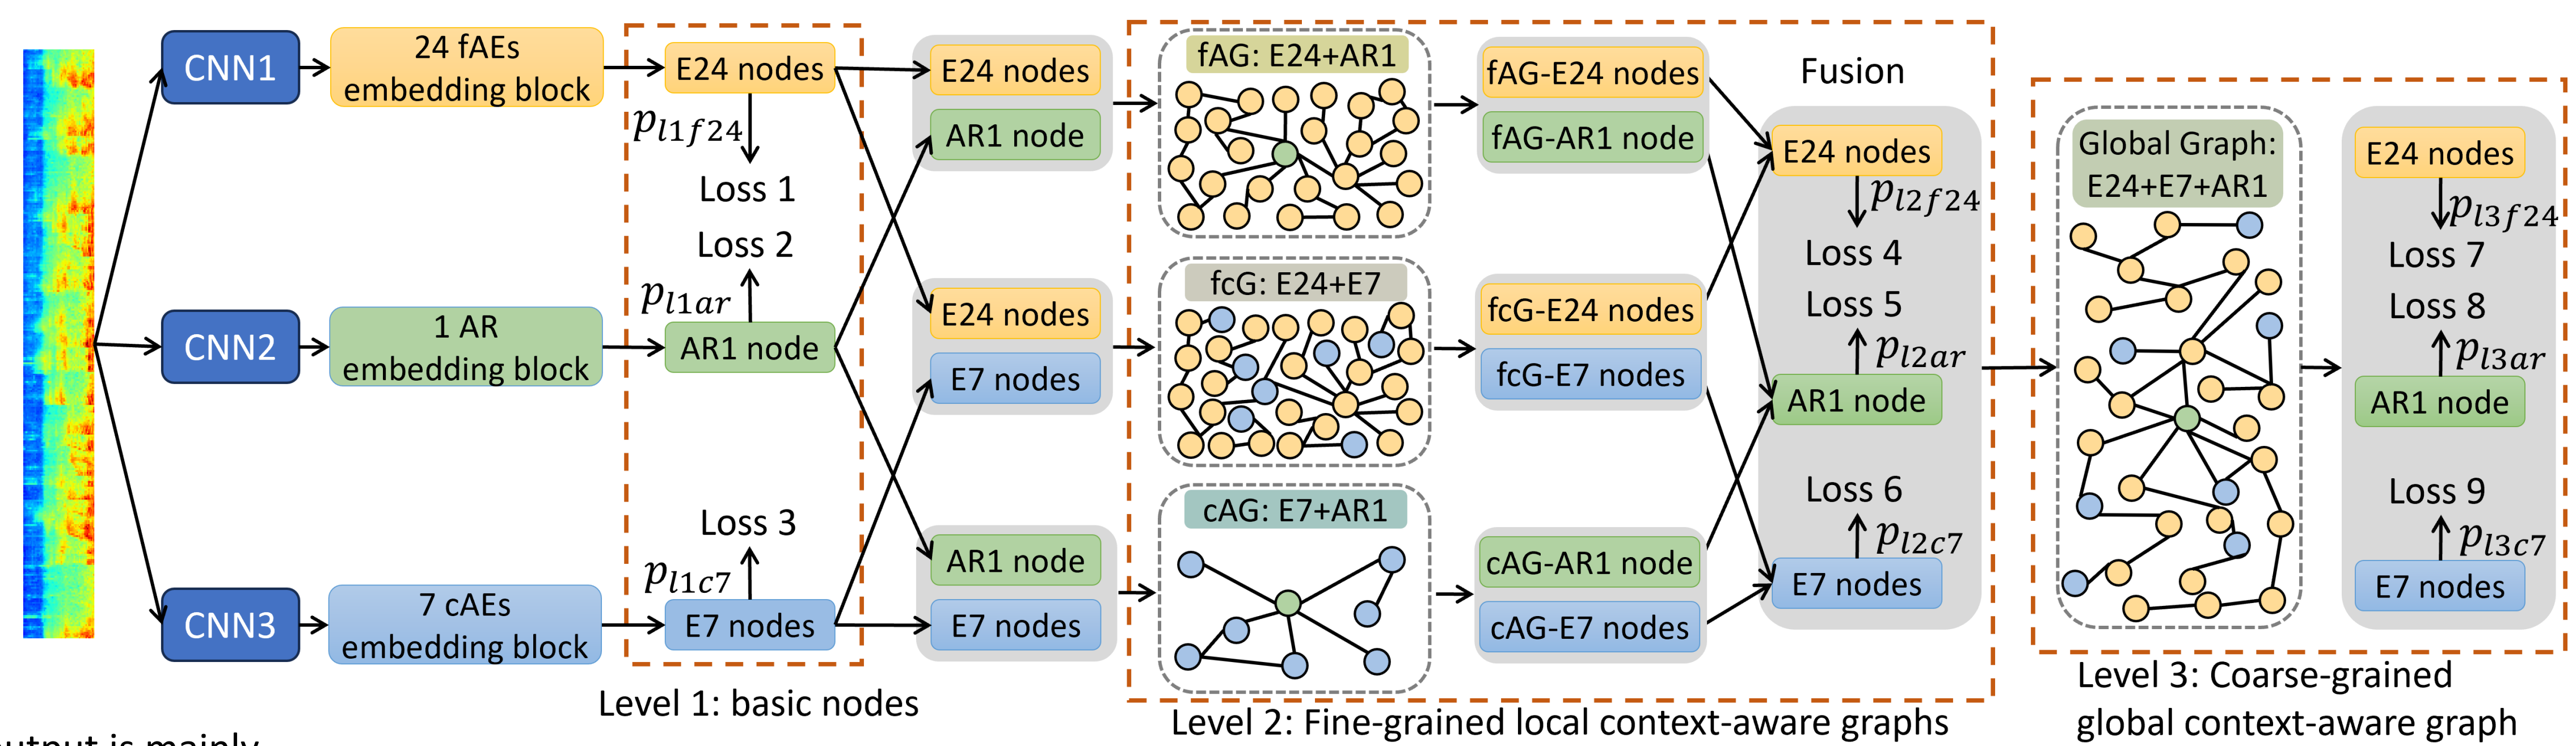 CNN1
24 fAEs
embedding block
CNN2
1 AR
embedding block
CNN3
7 cAEs
embedding block
E24 nodes
p_{l1f24}
Loss 1
Loss 2
p_{l1ar}
AR1 node
Loss 3
p_{l1c7}
E7 nodes
Level 1: basic nodes
E24 nodes
AR1 node
E24 nodes
E7 nodes
AR1 node
E7 nodes
fAG: E24+AR1
fcG: E24+E7
cAG: E7+AR1
fAG-E24 nodes
fAG-AR1 node
fcG-E24 nodes
fcG-E7 nodes
cAG-AR1 node
cAG-E7 nodes
Fusion
E24 nodes
p_{l2f24}
Loss 4
Loss 5
p_{l2ar}
AR1 node
Loss 6
p_{l2c7}
E7 nodes
Level 2: Fine-grained local context-aware graphs
Global Graph:
E24+E7+AR1
E24 nodes
p_{l3f24}
Loss 7
Loss 8
p_{l3ar}
AR1 node
Loss 9
p_{l3c7}
E7 nodes
Level 3: Coarse-grained
global context-aware graph
is mainly